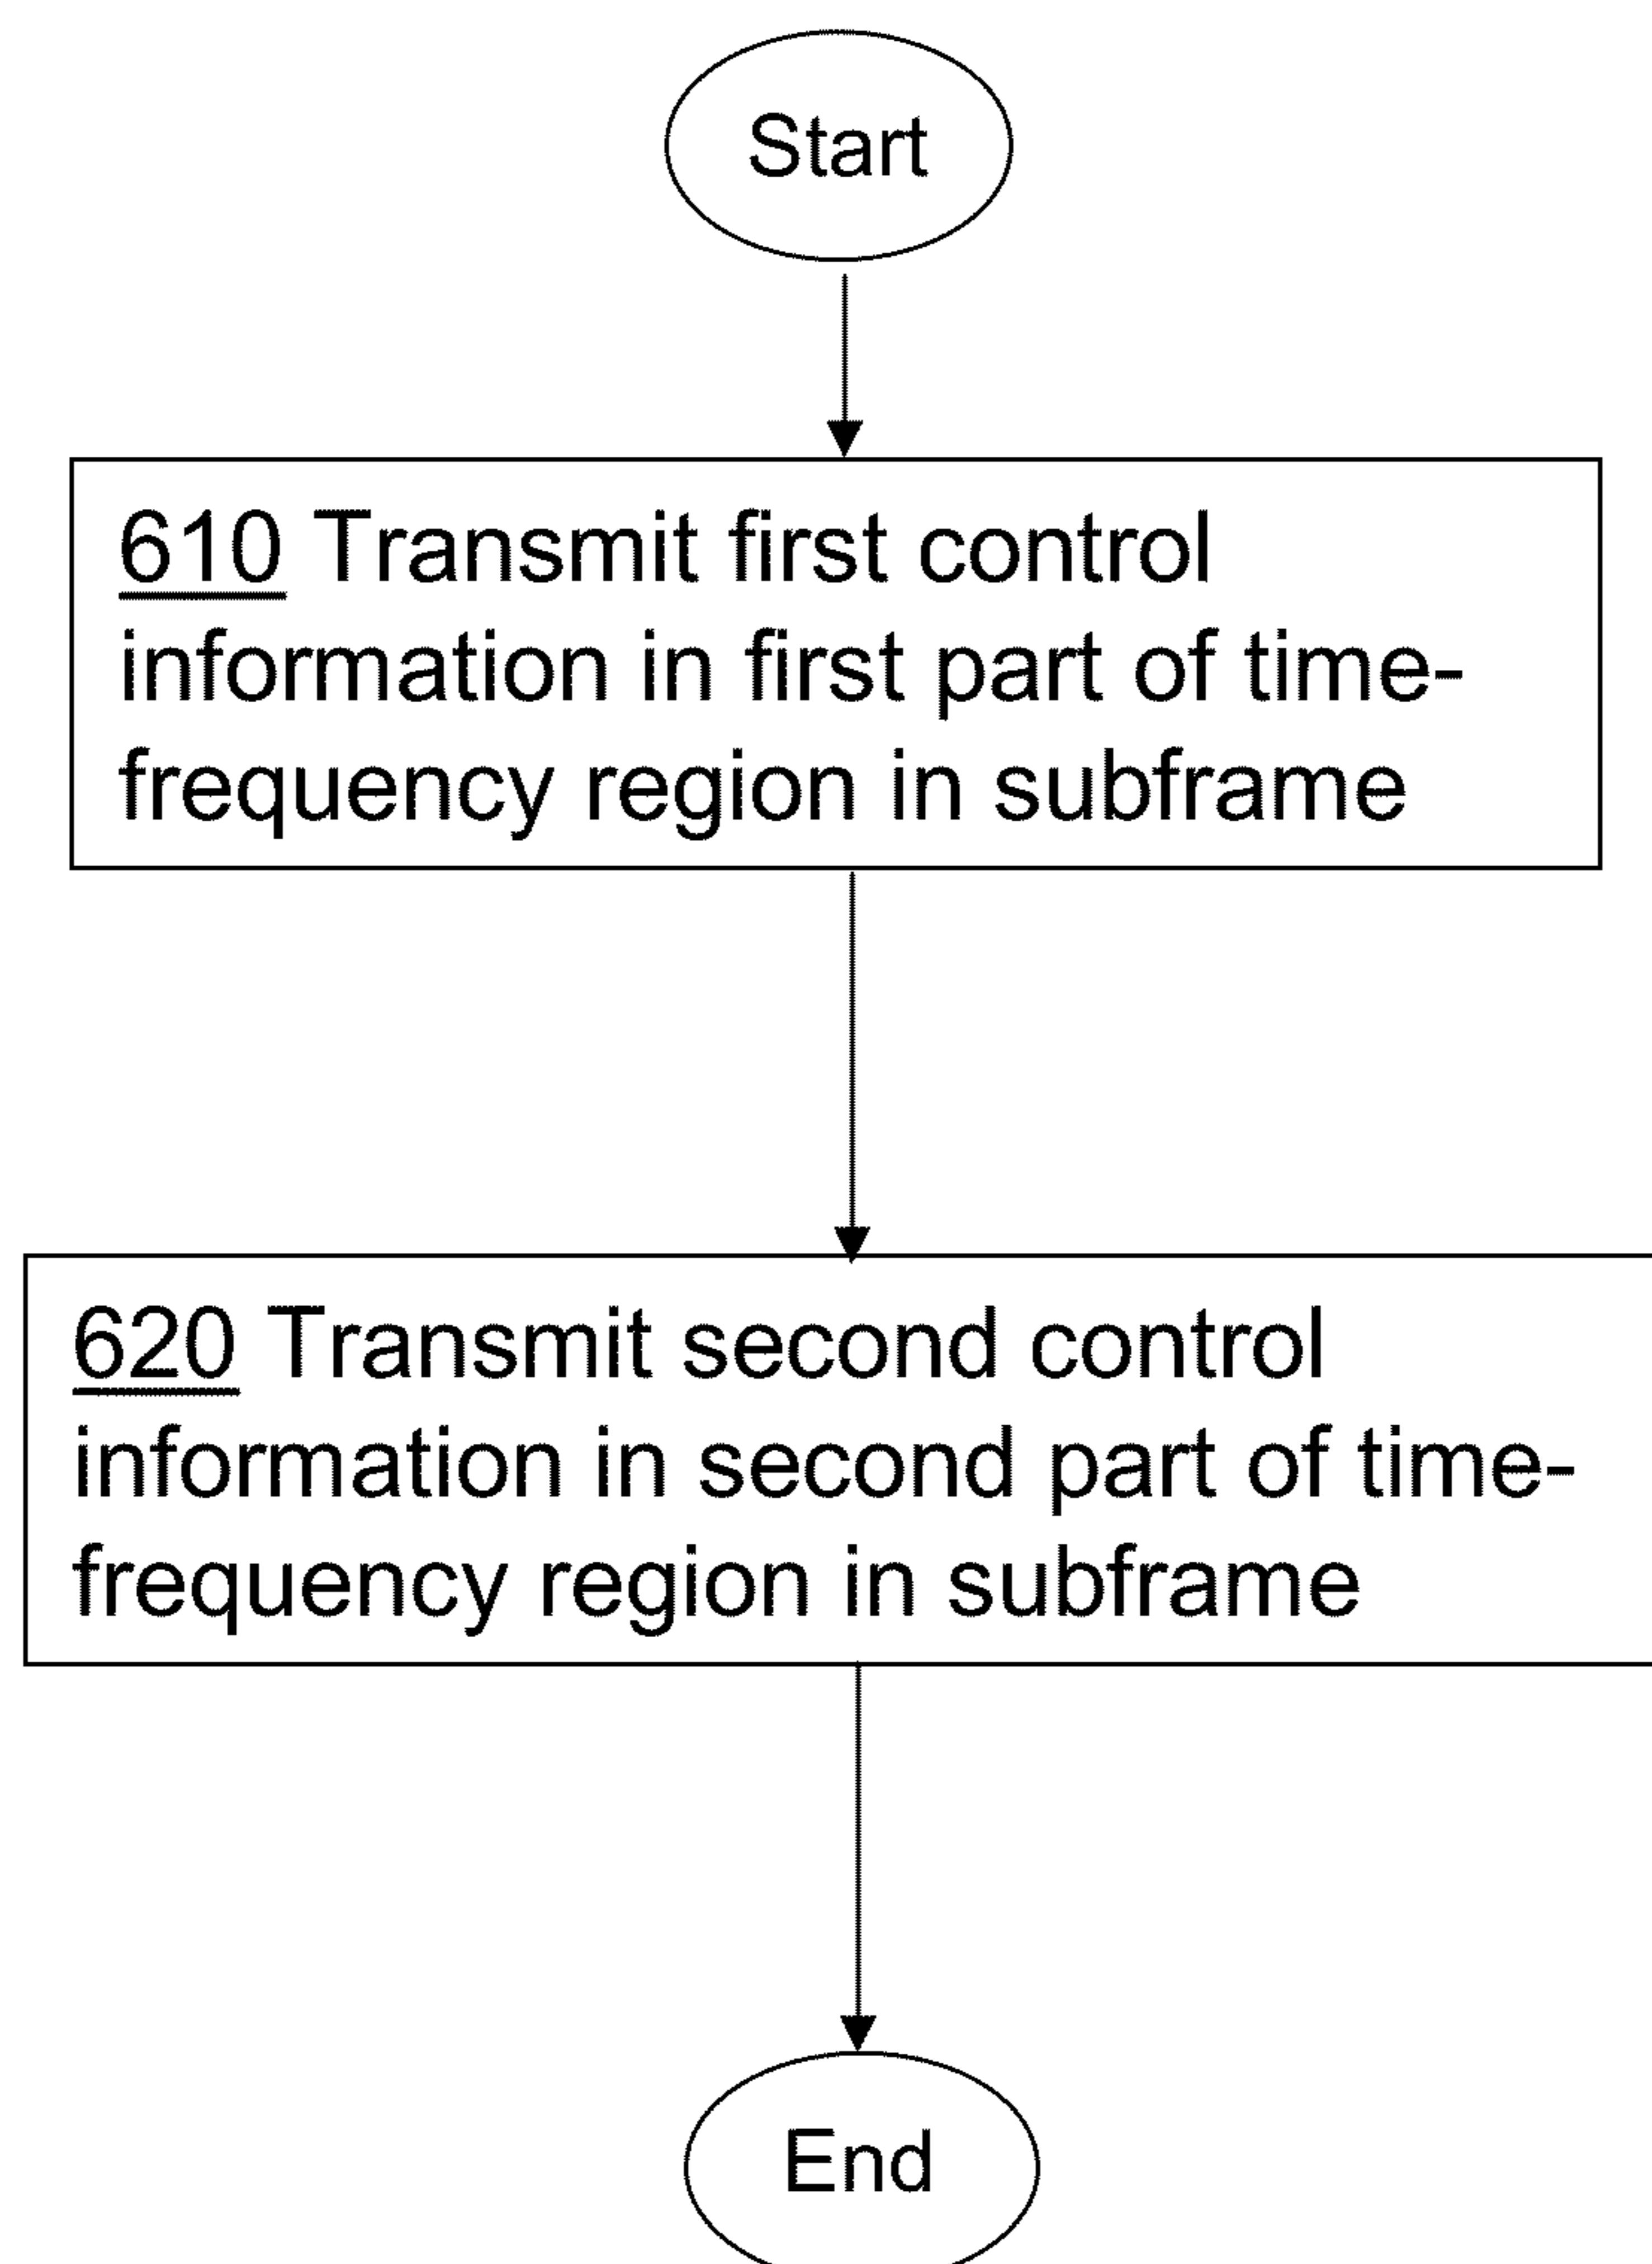 Start
610 Transmit first control
information in first part of time-
frequency region in subframe
620 Transmit second control
information in second part of time-
frequency region in subframe
End